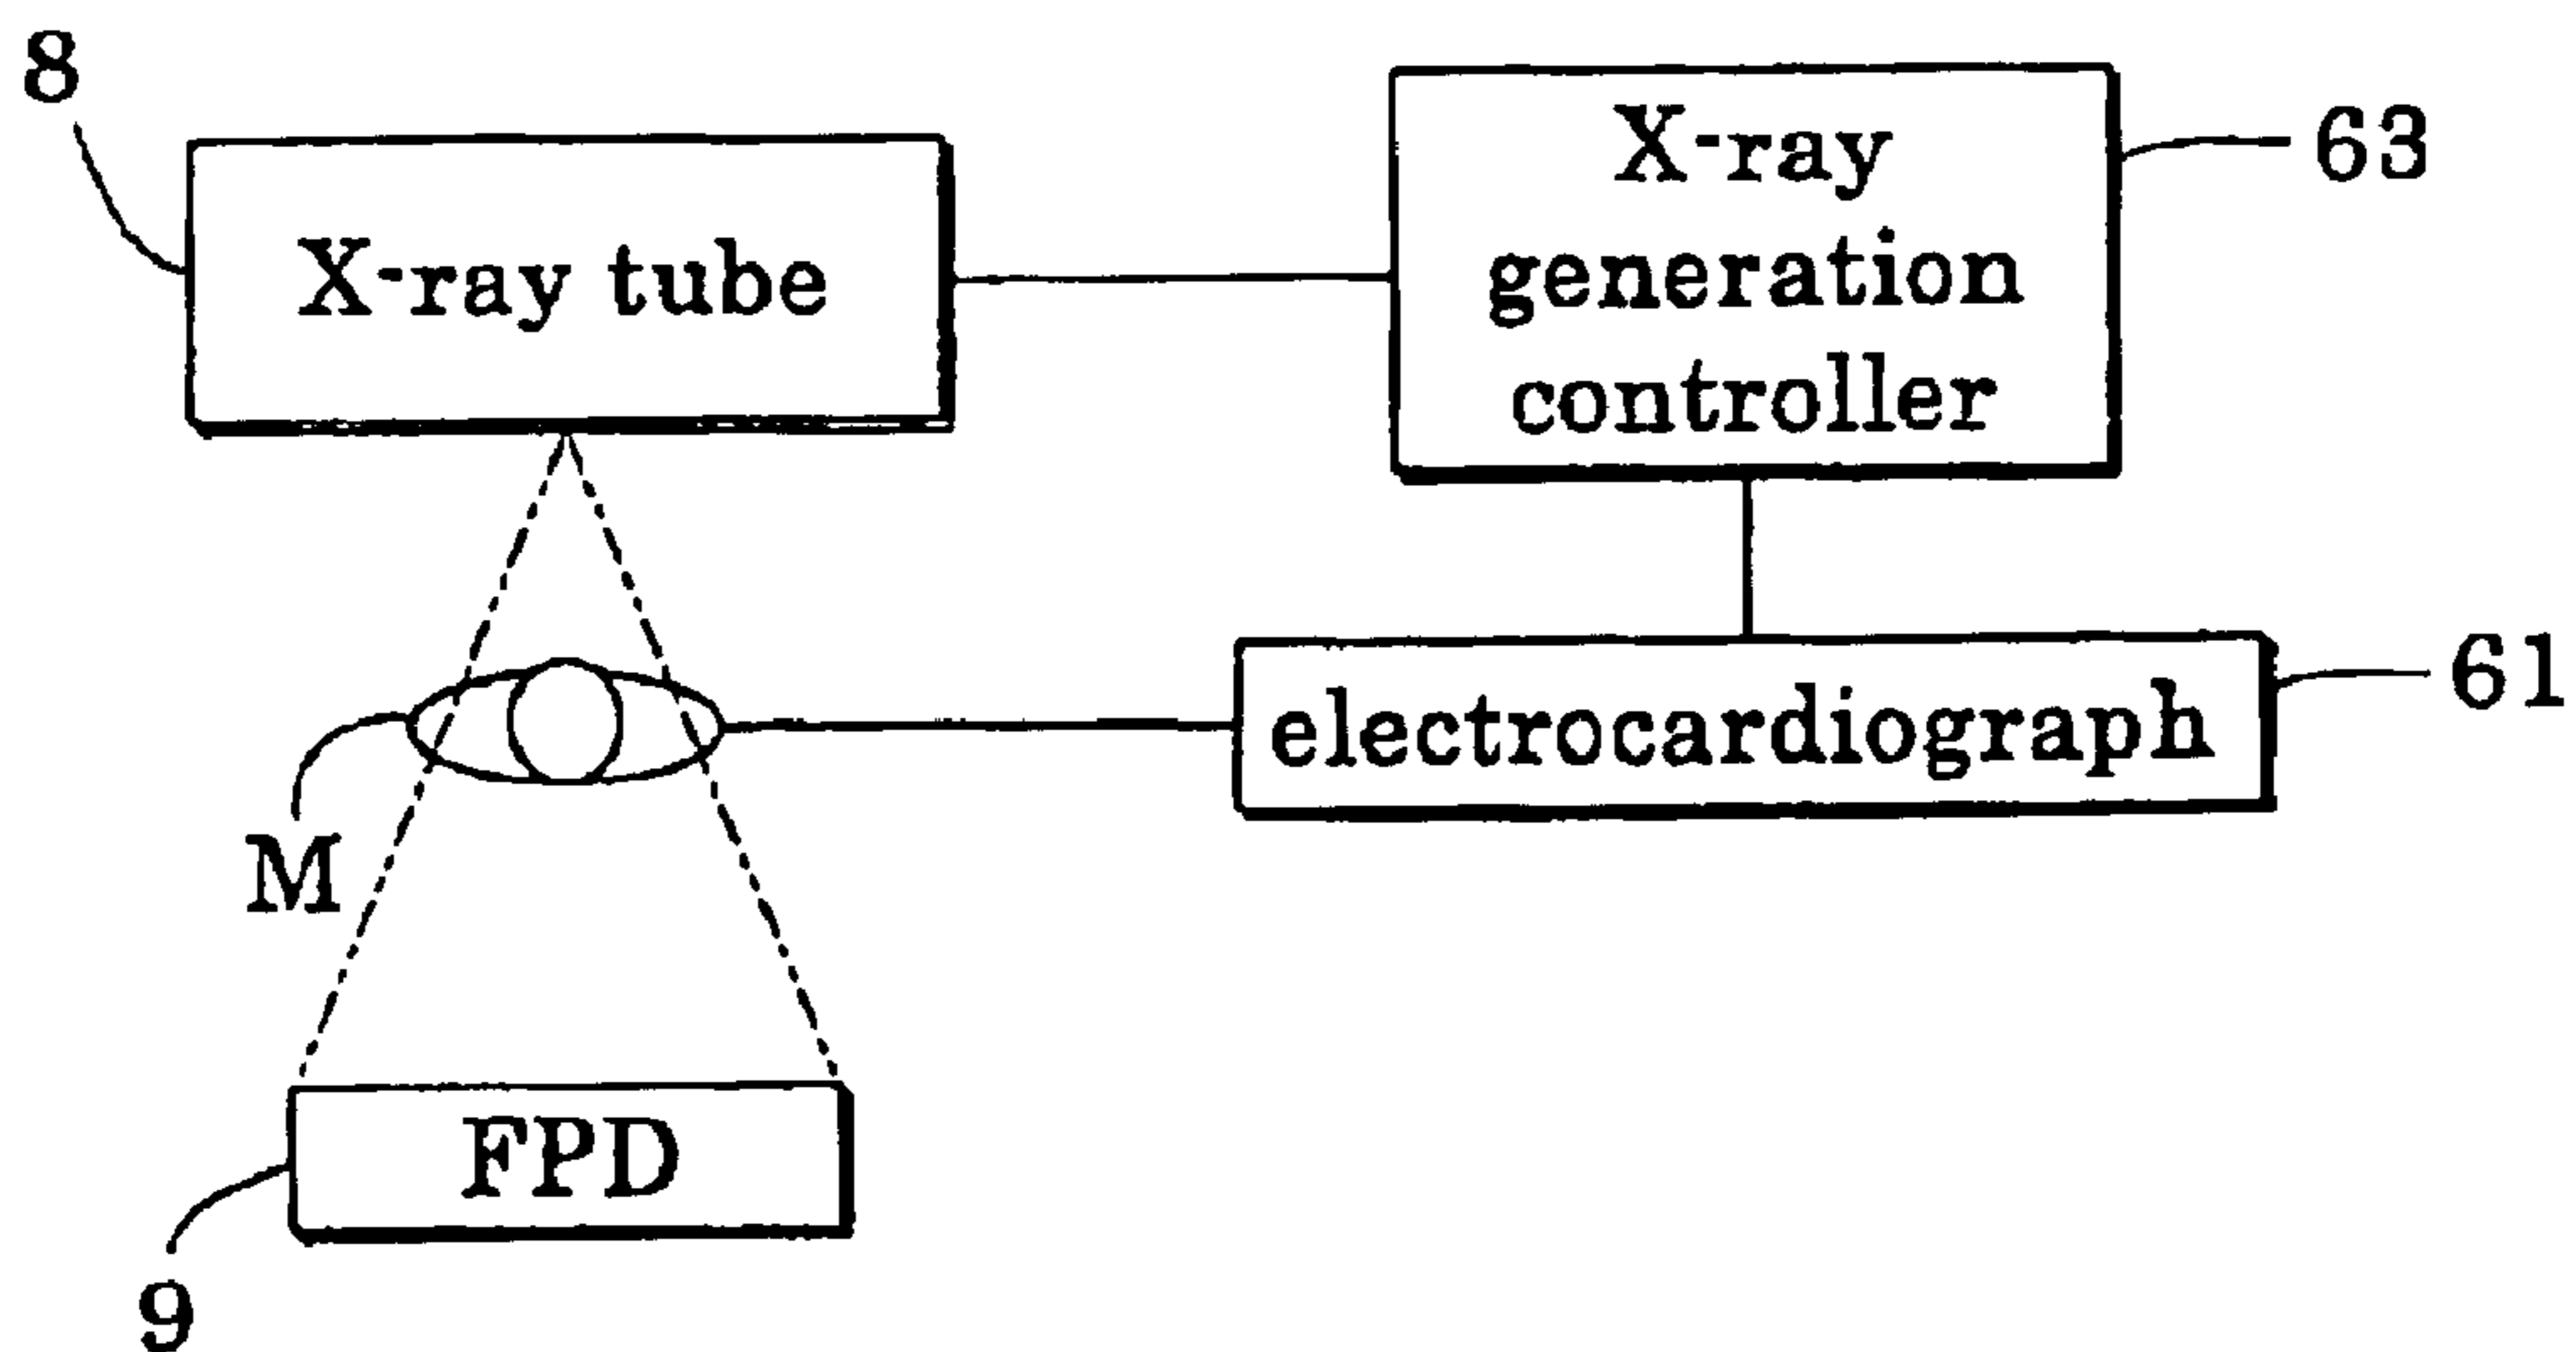 8
X-ray tube
X-ray
generation
controller
63
electrocardiograph
61
M
FPD
9